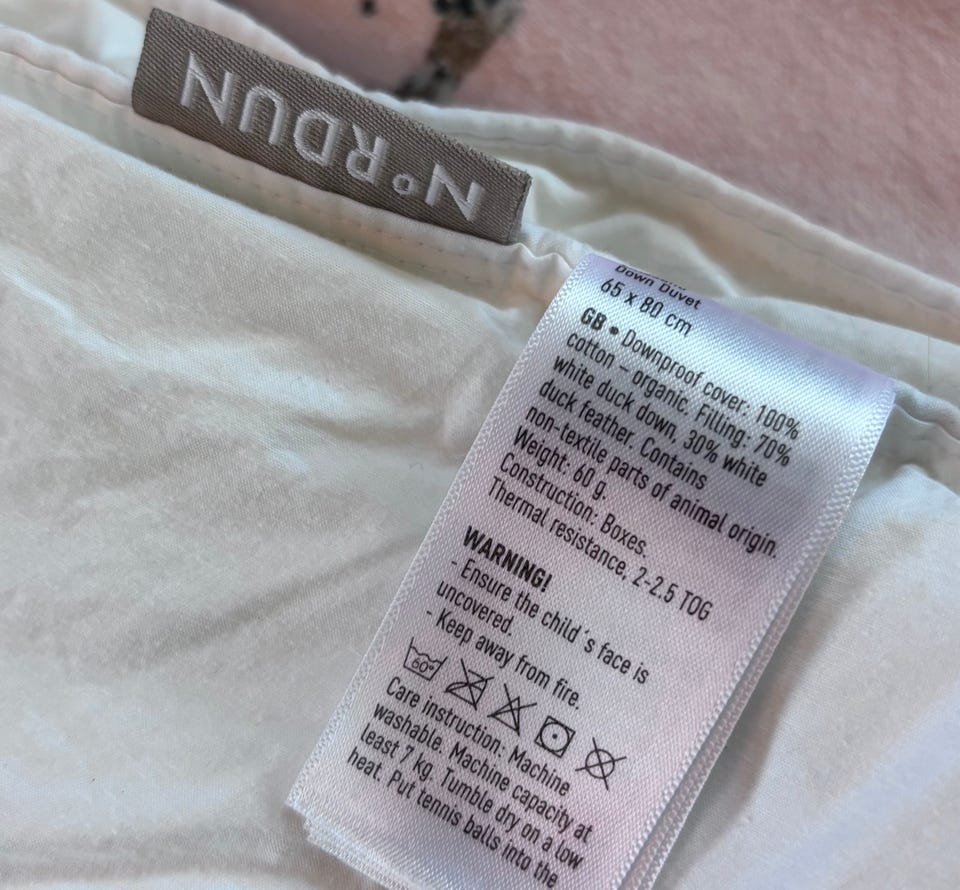 N°RDUN
Down Duvet
65 x 80 cm
GB • Downproof cover: 100%
cotton – organic. Filling: 70%
white duck down, 30% white
duck feather. Contains
non-textile parts of animal origin.
Weight: 60 g.
Construction: Boxes.
Thermal resistance, 2-2.5 TOG
WARNING!
- Ensure the child´s face is
uncovered.
- Keep away from fire.
60°
Care instruction: Machine
washable. Machine capacity at
least 7 kg. Tumble dry on a low
heat. Put tennis balls into the